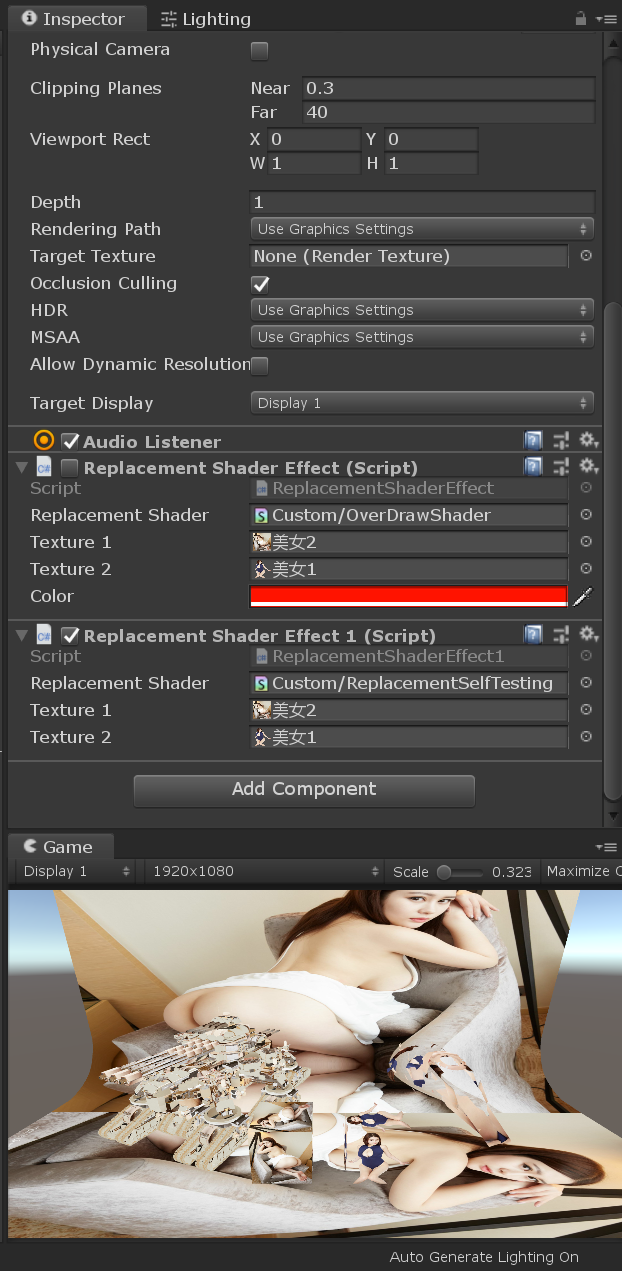 Inspector Lighting
Physical Camera
Clipping Planes Near 0.3
Far 40
Viewport Rect X 0 Y 0
W 1 H 1
Depth 1
Rendering Path Use Graphics Settings
Target Texture None (Render Texture)
Occlusion Culling
HDR Use Graphics Settings
MSAA Use Graphics Settings
Allow Dynamic Resolution
Target Display Display 1
Audio Listener
C# Replacement Shader Effect (Script)
Script ReplacementShaderEffect
Replacement Shader Custom/OverDrawShader
Texture 1 美女2
Texture 2 美女1
Color
C# Replacement Shader Effect 1 (Script)
Script ReplacementShaderEffect1
Replacement Shader Custom/ReplacementSelfTesting
Texture 1 美女2
Texture 2 美女1
Add Component
Game
Display 1 1920x1080 Scale 0.323 Maximize
Auto Generate Lighting On